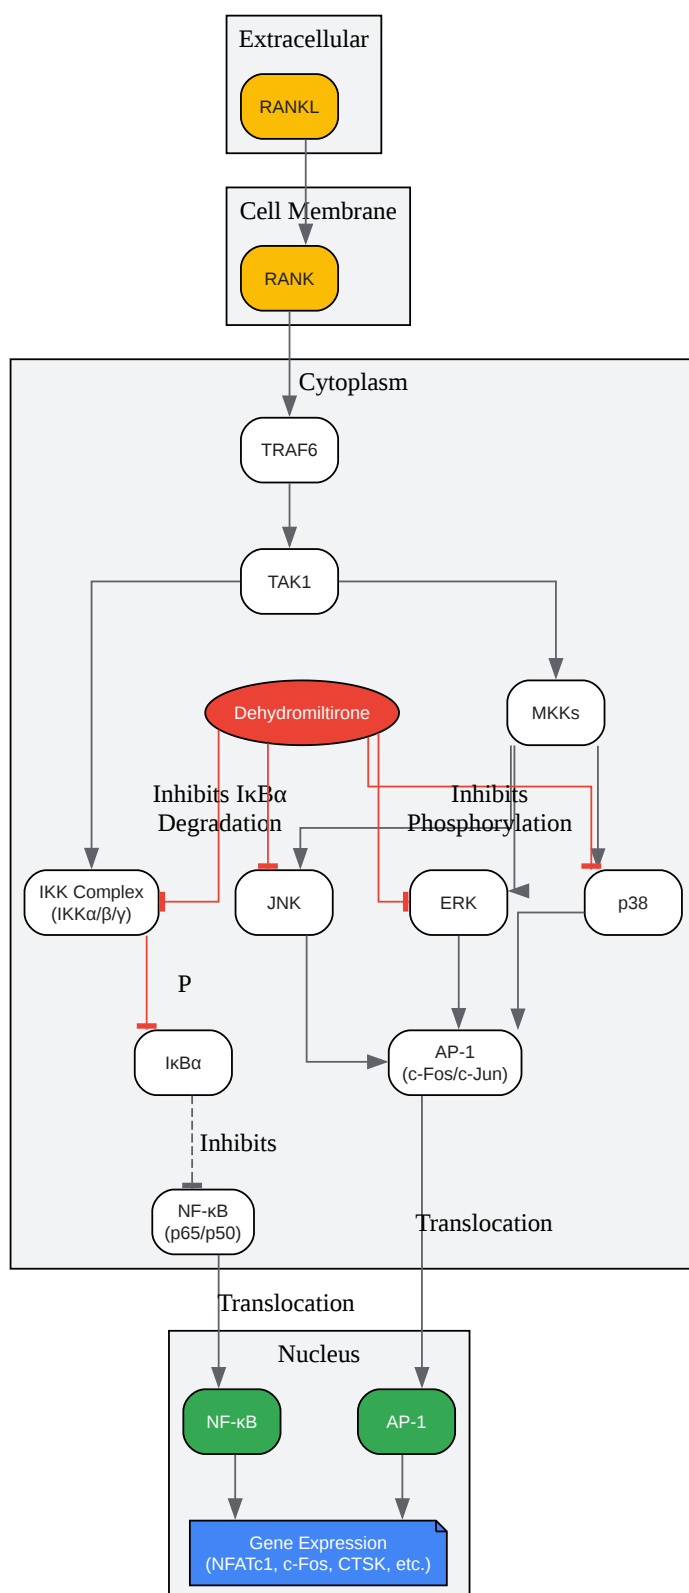 Extracellular
RANKL
Cell Membrane
RANK
Cytoplasm
TRAF6
TAK1
Dehydromiltirone
MKKs
Inhibits IκBα
Degradation
Inhibits
Phosphorylation
IKK Complex
(IKKα/β/γ)
JNK
ERK
p38
P
IκBα
AP-1
(c-Fos/c-Jun)
Inhibits
NF-κB
(p65/p50)
Translocation
Translocation
Nucleus
NF-κB
AP-1
Gene Expression
(NFATc1, c-Fos, CTSK, etc.)